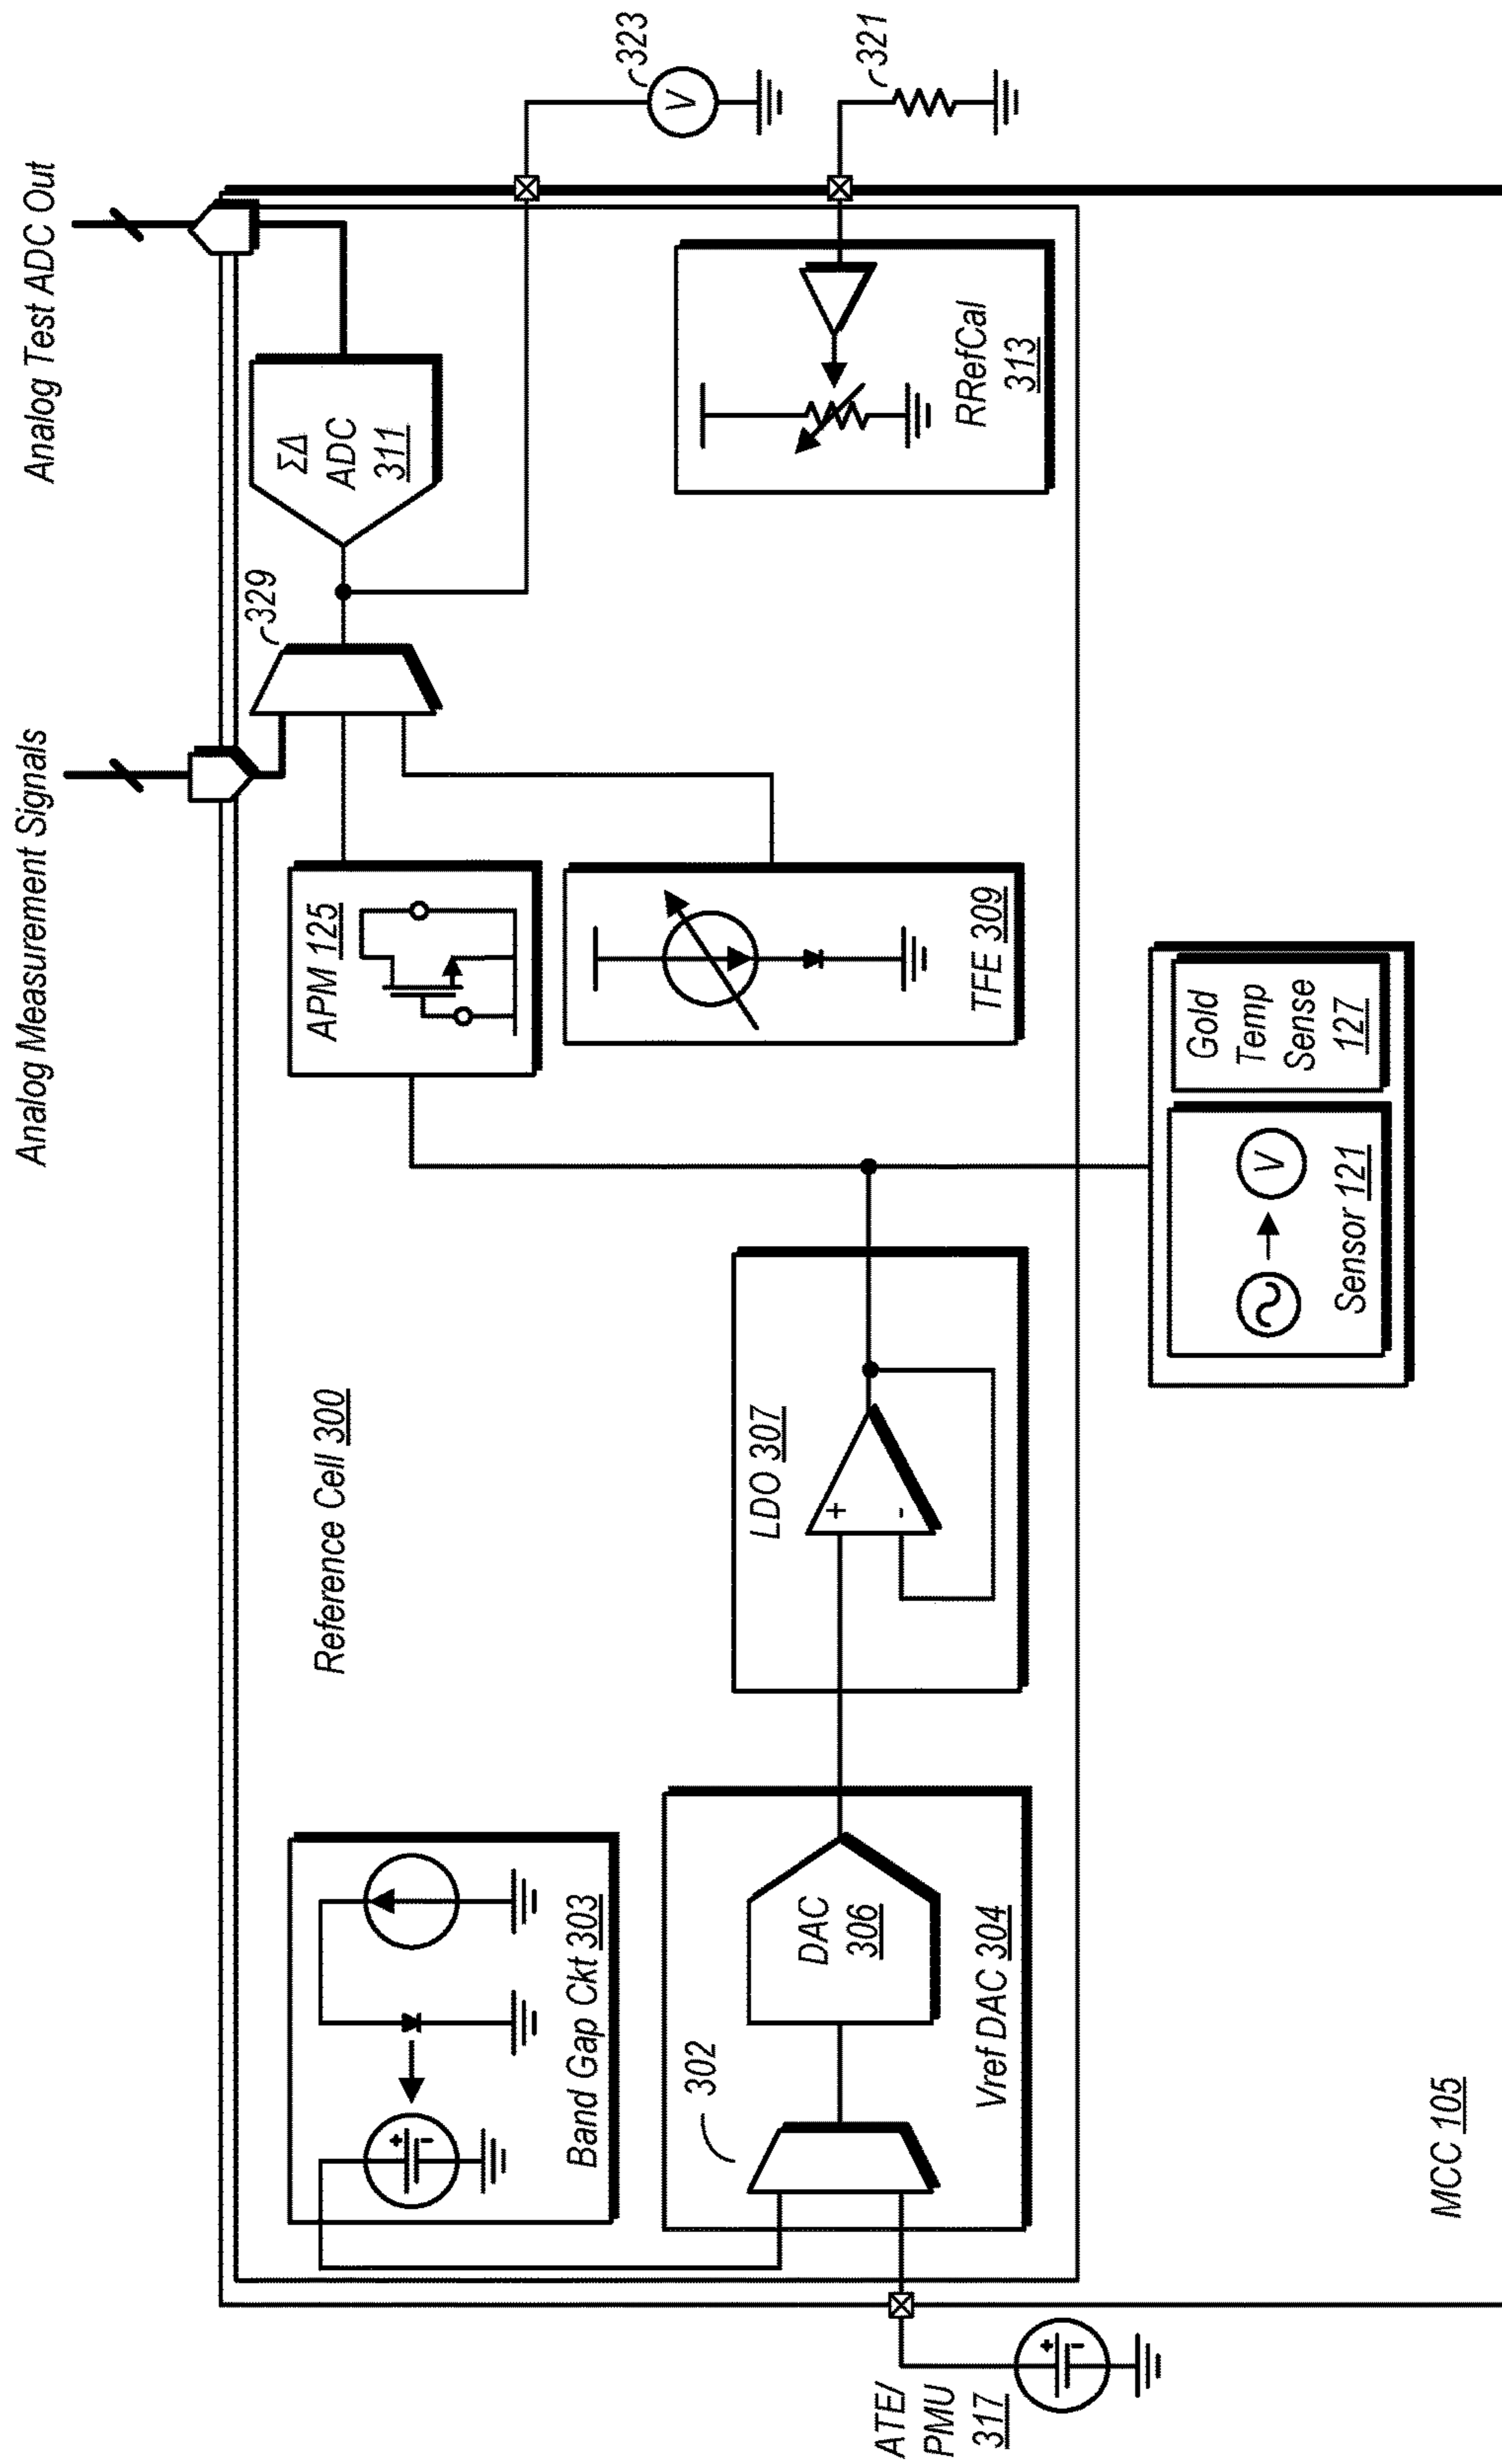 Analog Measurement Signals
Analog Test ADC Out
Reference Cell 300
329
ΣΔ
ADC
311
323
V
APM 125
Band Gap Ckt 303
+
-
302
DAC
306
Vref DAC 304
LDO 307
+
-
TFE 309
RRefCal
313
321
ATE/
PMU
317
+
-
V
Sensor 121
Gold
Temp
Sense
127
MCC 105